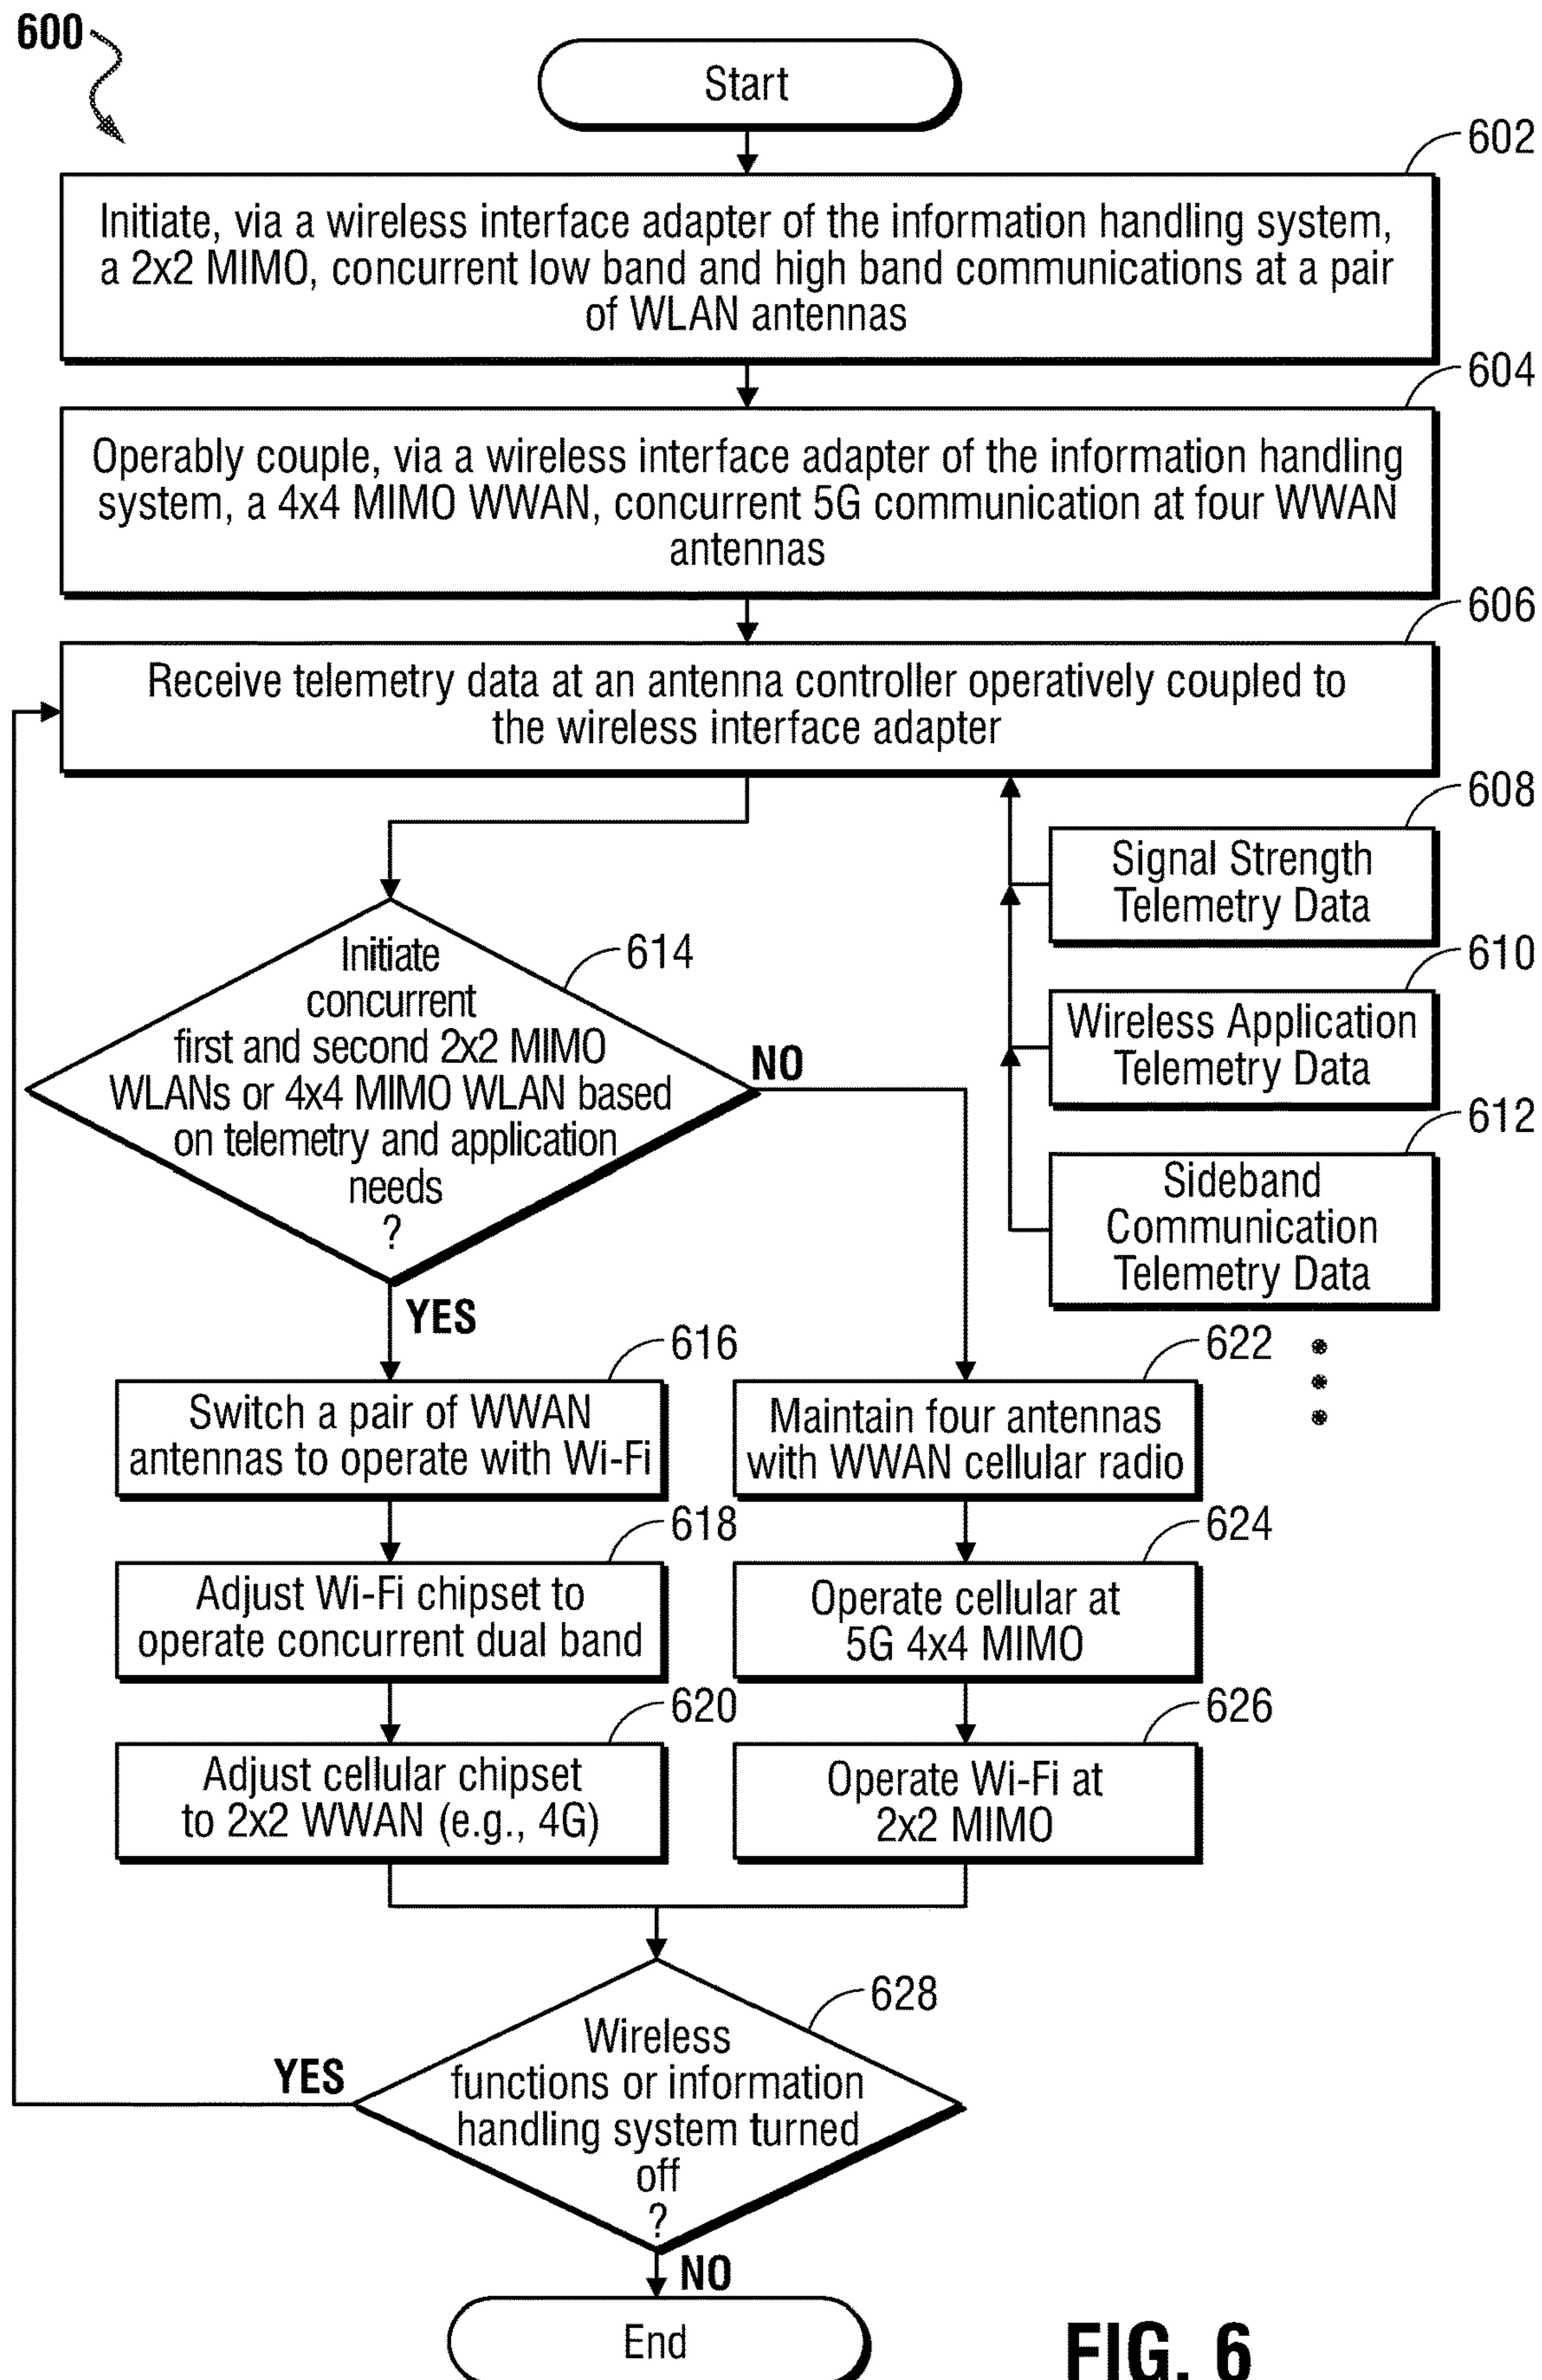 600
Start
602
Initiate, via a wireless interface adapter of the information handling system,
a 2x2 MIMO, concurrent low band and high band communications at a pair
of WLAN antennas
604
Operably couple, via a wireless interface adapter of the information handling
system, a 4x4 MIMO WWAN, concurrent 5G communication at four WWAN
antennas
606
Receive telemetry data at an antenna controller operatively coupled to
the wireless interface adapter
608
Signal Strength
Telemetry Data
610
Wireless Application
Telemetry Data
612
Sideband
Communication
Telemetry Data
614
Initiate
concurrent
first and second 2x2 MIMO
WLANs or 4x4 MIMO WLAN based
on telemetry and application
needs
?
NO
YES
616
Switch a pair of WWAN
antennas to operate with Wi-Fi
618
Adjust Wi-Fi chipset to
operate concurrent dual band
620
Adjust cellular chipset
to 2x2 WWAN (e.g., 4G)
622
Maintain four antennas
with WWAN cellular radio
624
Operate cellular at
5G 4x4 MIMO
626
Operate Wi-Fi at
2x2 MIMO
628
Wireless
functions or information
handling system turned
off
?
YES
NO
End
FIG. 6